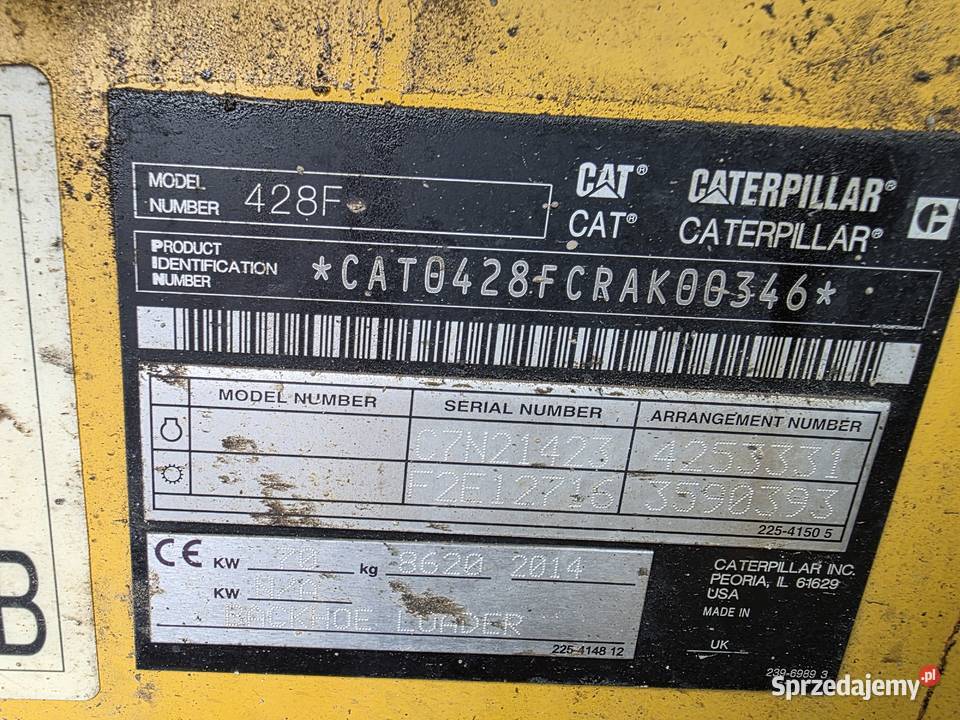 MODEL NUMBER 428F
CAT® CATERPILLAR®
CAT® CATERPILLAR®
PRODUCT IDENTIFICATION NUMBER *CAT0428FCRAK00346*
MODEL NUMBER SERIAL NUMBER ARRANGEMENT NUMBER
C7N21423 4253331
F2E12716 3590393
225-4150 5
CE KW 70 kg 8620 2014
KW N/A
BACKHOE LOADER
225-4148 12
CATERPILLAR INC.
PEORIA, IL 61629
USA
MADE IN
UK
239-6989 3
B
Sprzedajemy.pl